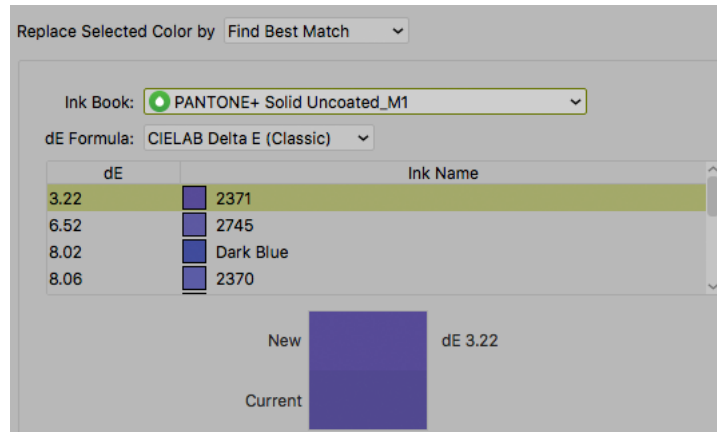 Replace Selected Color by Find Best Match
Ink Book: PANTONE+ Solid Uncoated_M1
dE Formula: CIELAB Delta E (Classic)
dE Ink Name
3.22 2371
6.52 2745
8.02 Dark Blue
8.06 2370
New dE 3.22
Current